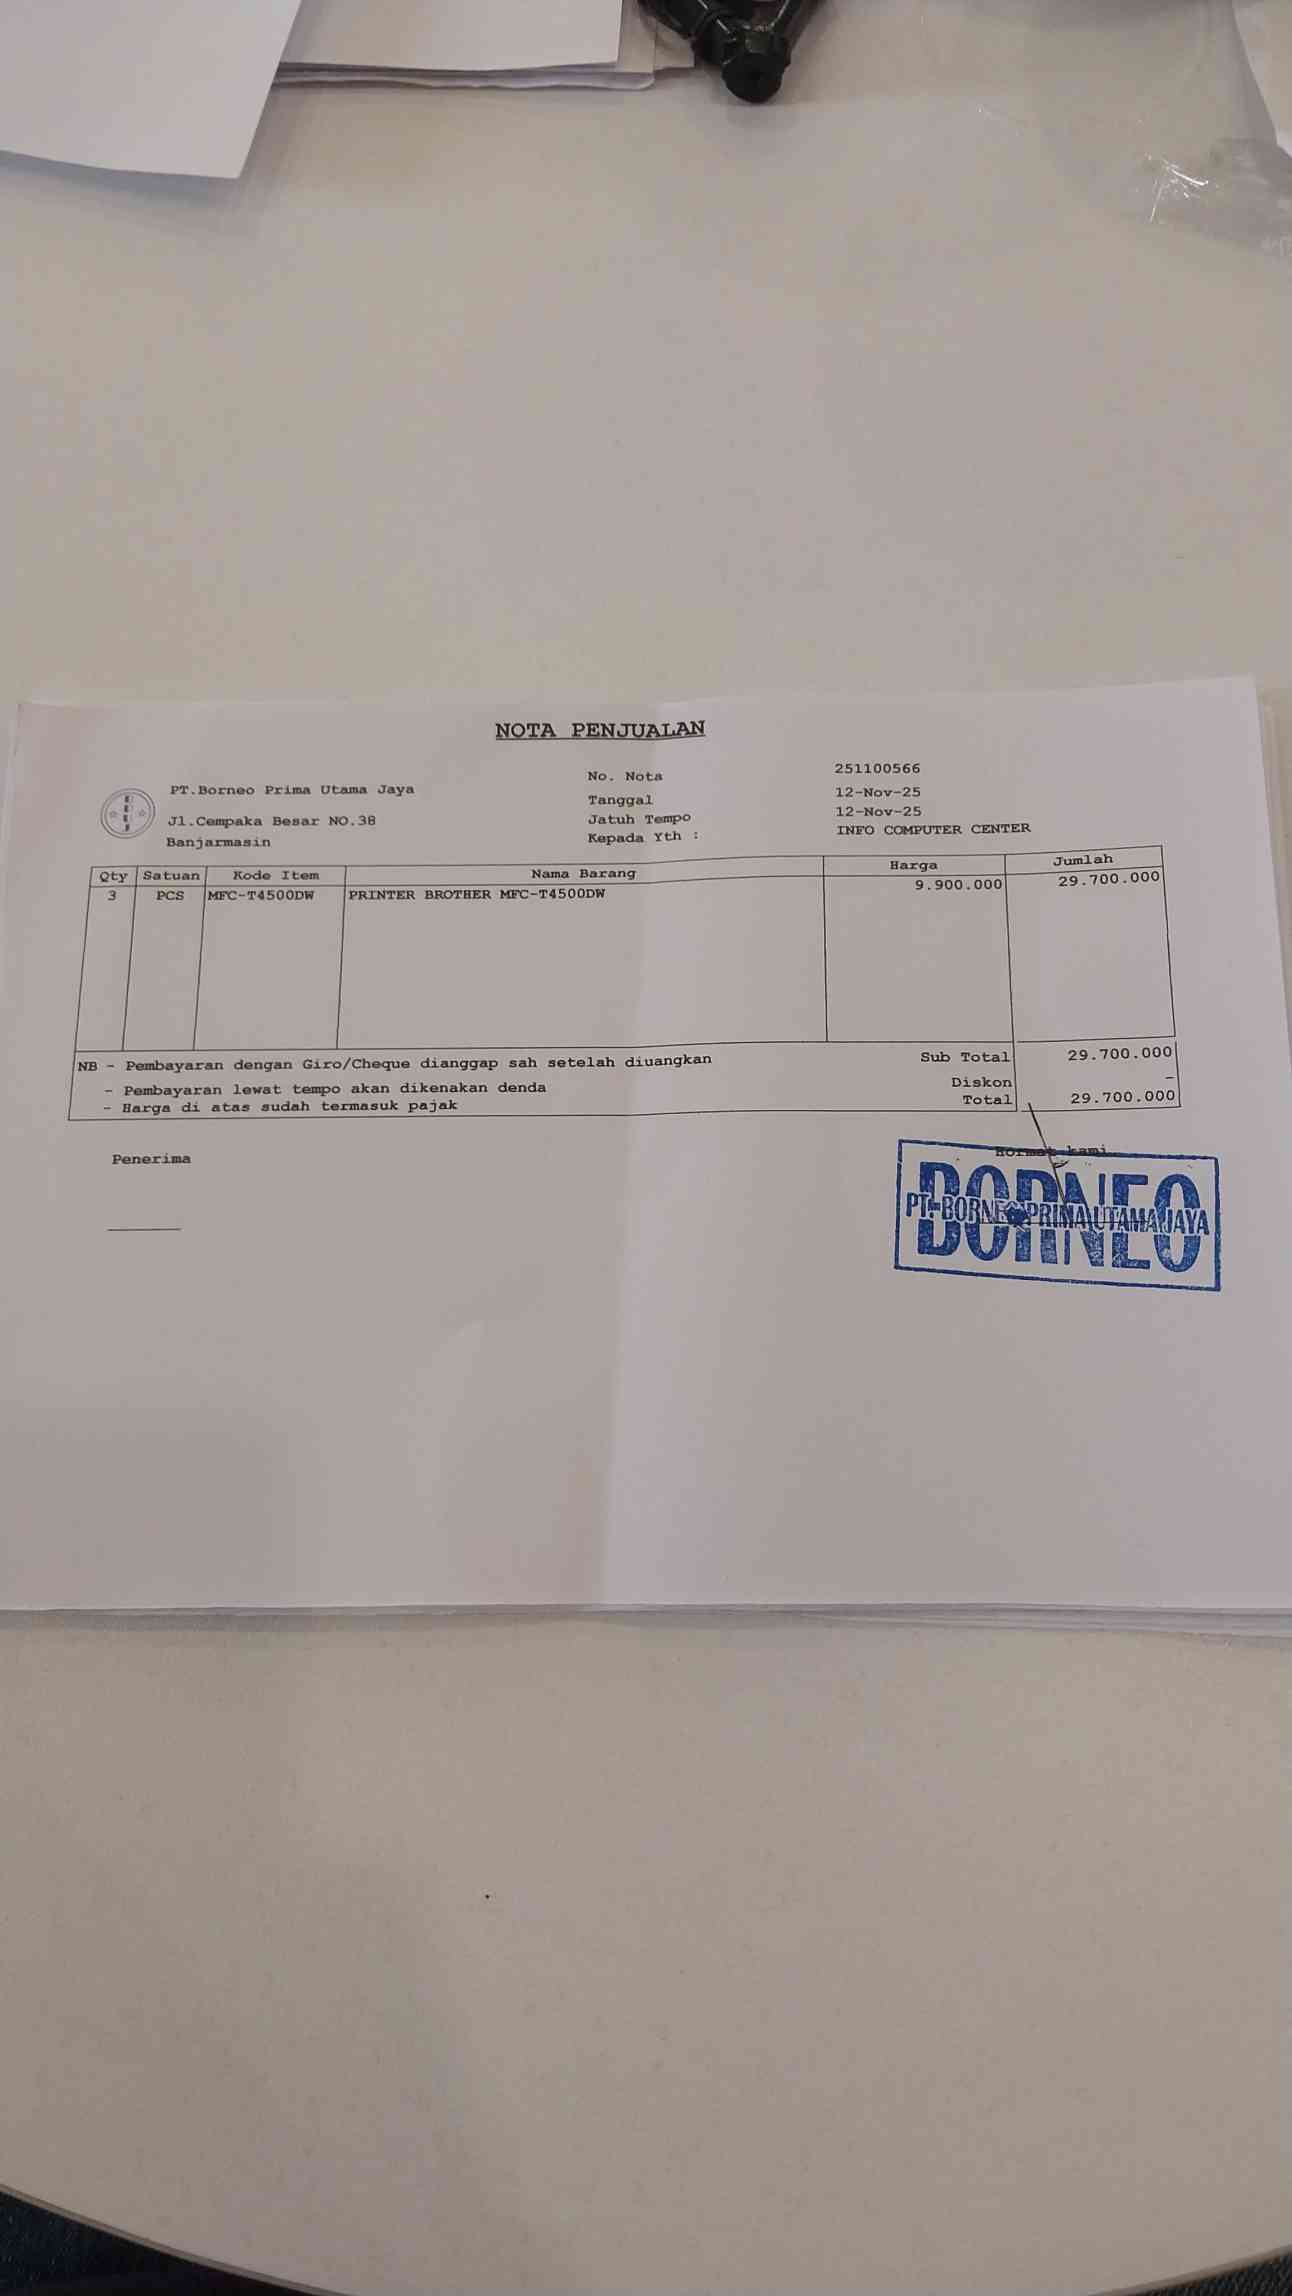 NOTA PENJUALAN
PT.Borneo Prima Utama Jaya
Jl.Cempaka Besar NO.38
Banjarmasin
No. Nota 251100566
Tanggal 12-Nov-25
Jatuh Tempo 12-Nov-25
Kepada Yth : INFO COMPUTER CENTER
Qty Satuan Kode Item Nama Barang Harga Jumlah
3 PCS MFC-T4500DW PRINTER BROTHER MFC-T4500DW 9.900.000 29.700.000
NB - Pembayaran dengan Giro/Cheque dianggap sah setelah diuangkan Sub Total 29.700.000
- Pembayaran lewat tempo akan dikenakan denda Diskon -
- Harga di atas sudah termasuk pajak Total 29.700.000
Penerima Hormat kami
BORNEO
PT. BORNEO PRIMA UTAMA JAYA